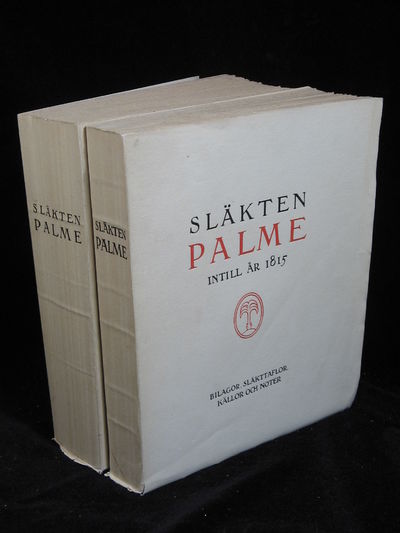 SLÄKTEN
PALME
SLÄKTEN
PALME
SLÄKTEN
PALME
INTILL ÅR 1815
BILAGOR, SLÄKTTAFLOR,
KÄLLOR OCH NOTER